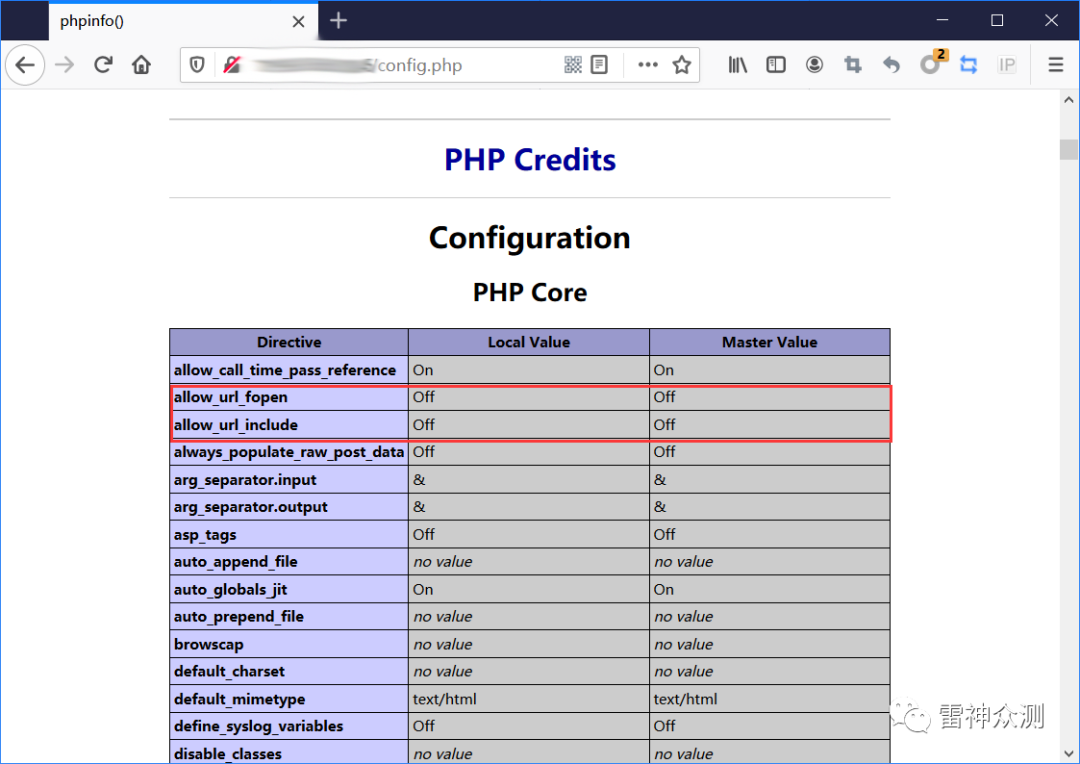 phpinfo()
/config.php
2
IP
PHP Credits
Configuration
PHP Core
Directive Local Value Master Value
allow_call_time_pass_reference On On
allow_url_fopen Off Off
allow_url_include Off Off
always_populate_raw_post_data Off Off
arg_separator.input & &
arg_separator.output & &
asp_tags Off Off
auto_append_file no value no value
auto_globals_jit On On
auto_prepend_file no value no value
browscap no value no value
default_charset no value no value
default_mimetype text/html text/html
define_syslog_variables Off Off
disable_classes no value no value
雷神众测